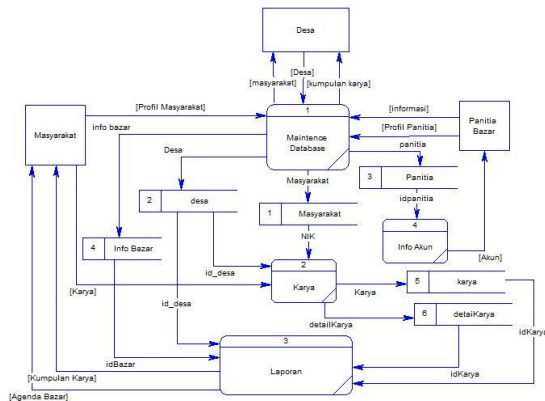 Desa
[Desa]
[masyarakat]
[kumpulan karya]
1
Maintence
Database
[Profil Masyarakat]
[informasi]
Masyarakat
info bazar
[Profil Panitia]
Panitia
Bazar
panitia
Desa
Masyarakat
3
Panitia
2
desa
idpanitia
1
Masyarakat
4
Info Akun
NIK
4
Info Bazar
[Akun]
id_desa
2
Karya
Karya
5
karya
[Karya]
id_desa
detailKarya
6
detailKarya
idKarya
3
Laporan
idBazar
idKarya
[Kumpulan Karya]
[Agenda Bazar]